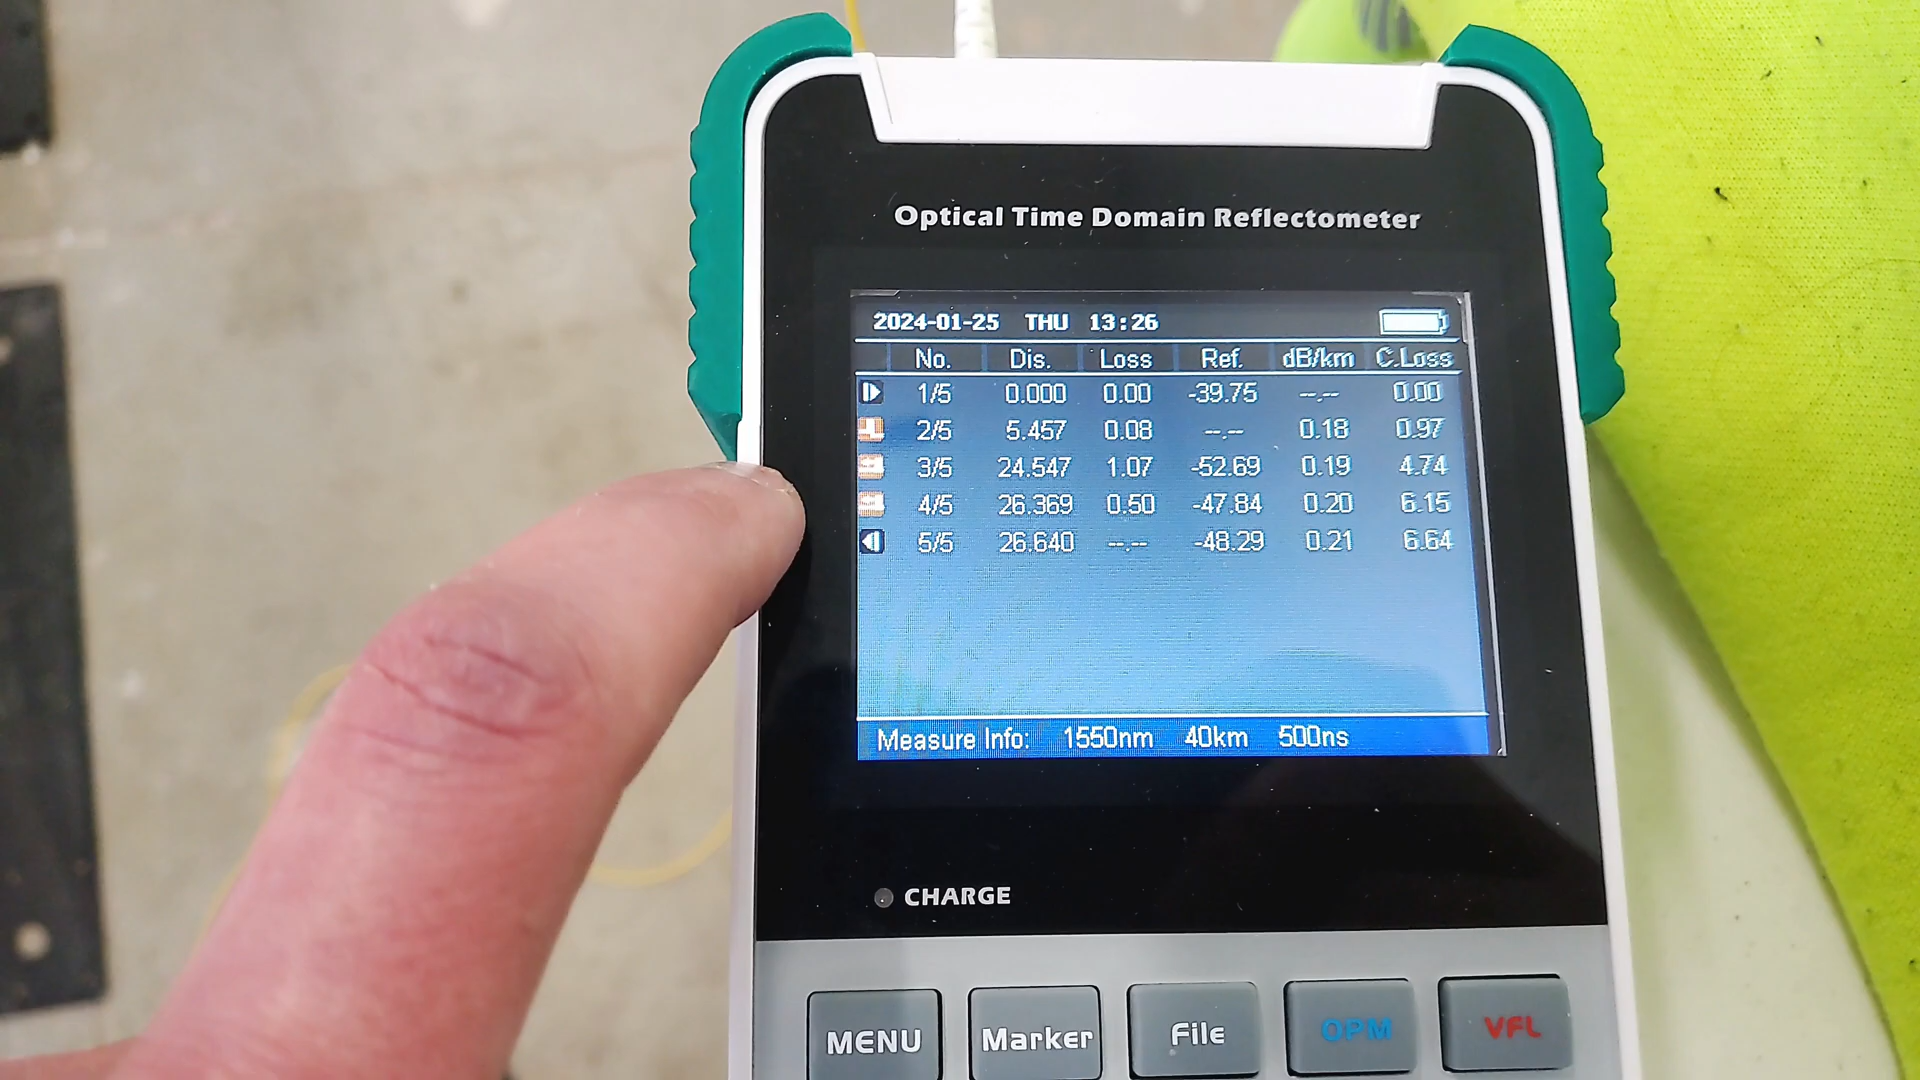 Optical Time Domain Reflectometer
2024-01-25 THU 13:26
No. Dis. Loss Ref. dB/km C.Loss
1/5 0.000 0.00 -39.75 --.-- 0.00
2/5 5.457 0.08 --.-- 0.18 0.97
3/5 24.547 1.07 -52.69 0.19 4.74
4/5 26.369 0.50 -47.84 0.20 6.15
5/5 26.640 --.-- -48.29 0.21 6.64
Measure Info: 1550nm 40km 500ns
CHARGE
MENU Marker File OPM VFL